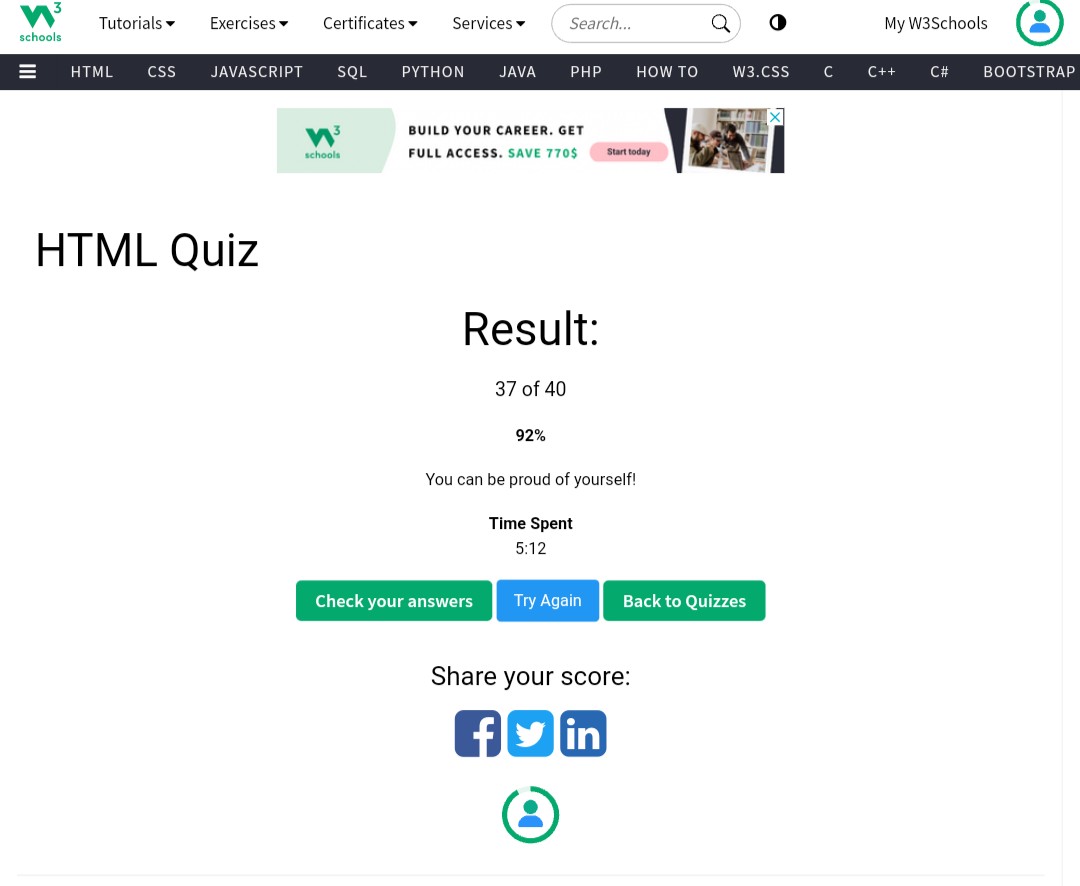 3
schools
Tutorials
Exercises
Certificates
Services
Search...
My W3Schools
HTML CSS JAVASCRIPT SQL PYTHON JAVA PHP HOW TO W3.CSS C C++ C# BOOTSTRAP
3
schools
BUILD YOUR CAREER. GET
FULL ACCESS. SAVE 770$
Start today
HTML Quiz
Result:
37 of 40
92%
You can be proud of yourself!
Time Spent
5:12
Check your answers
Try Again
Back to Quizzes
Share your score: